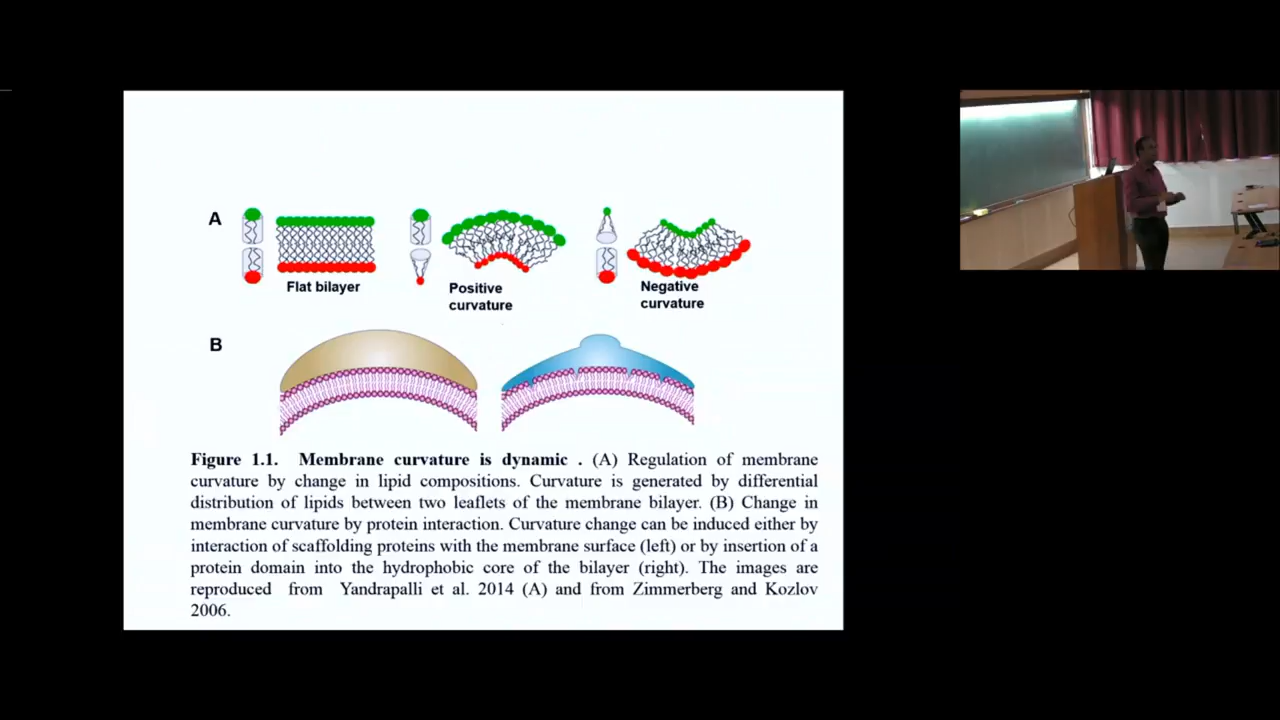 A
Flat bilayer
Positive
curvature
Negative
curvature
B
Figure 1.1. Membrane curvature is dynamic . (A) Regulation of membrane
curvature by change in lipid compositions. Curvature is generated by differential
distribution of lipids between two leaflets of the membrane bilayer. (B) Change in
membrane curvature by protein interaction. Curvature change can be induced either by
interaction of scaffolding proteins with the membrane surface (left) or by insertion of a
protein domain into the hydrophobic core of the bilayer (right). The images are
reproduced from Yandrapalli et al. 2014 (A) and from Zimmerberg and Kozlov
2006.